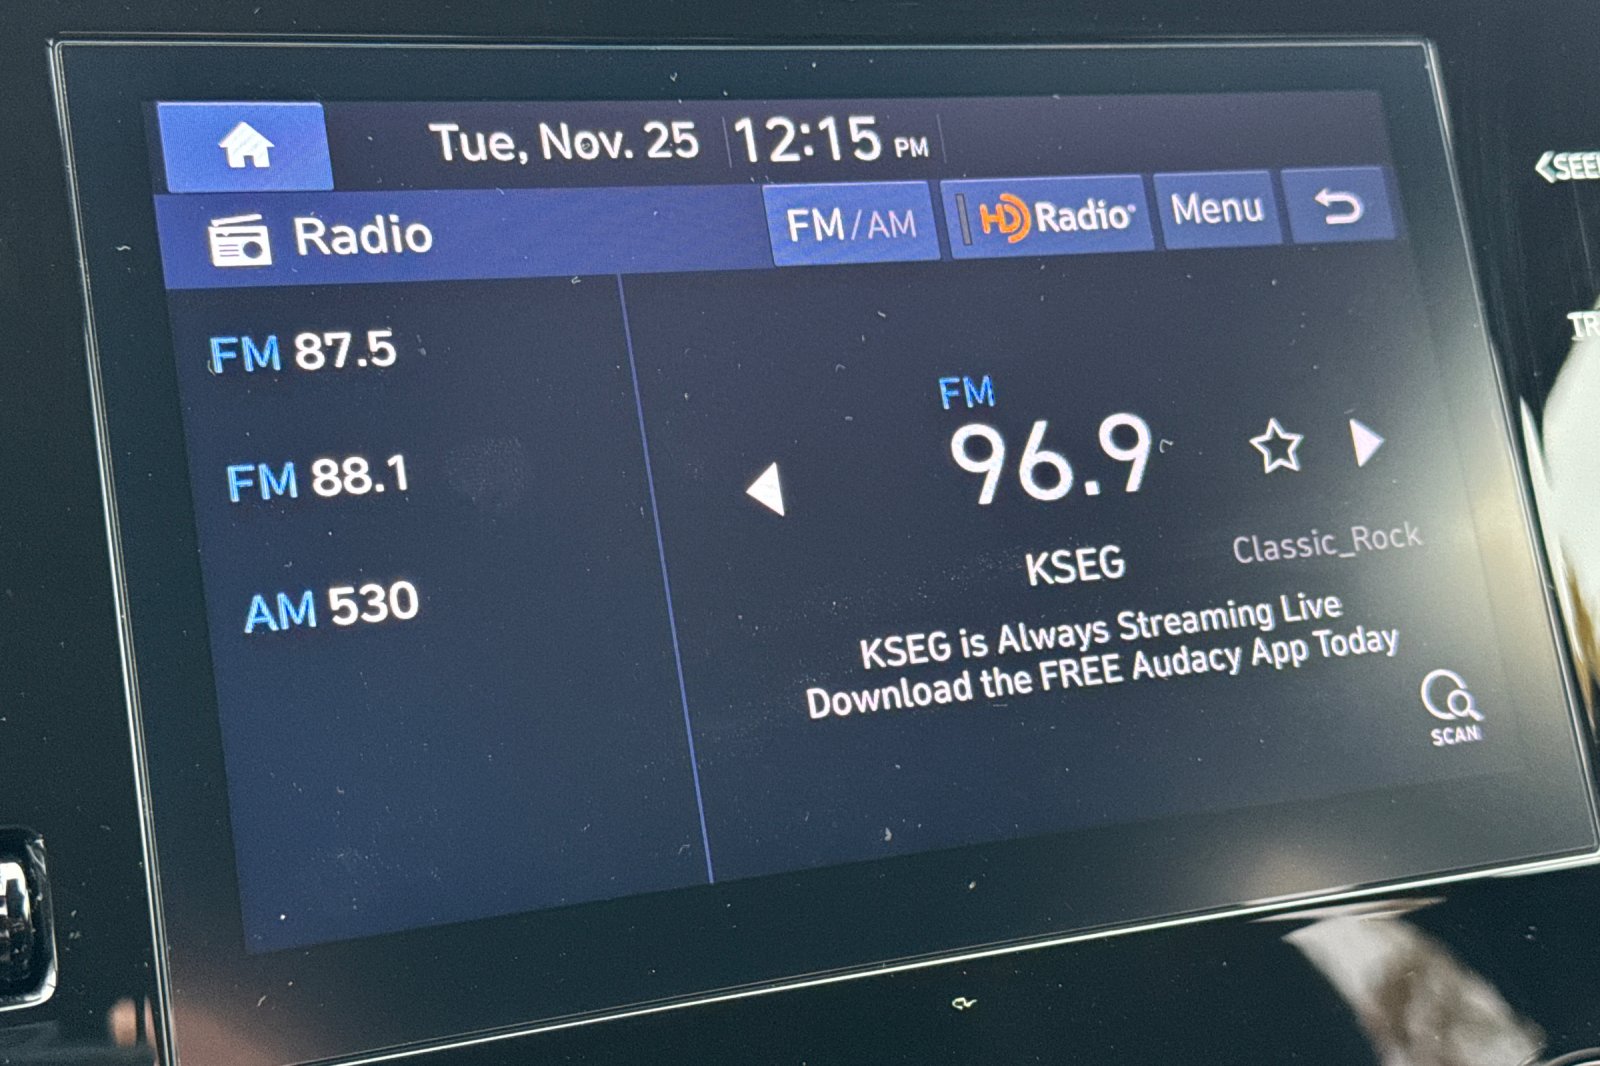 Tue, Nov. 25 12:15 PM
Radio FM/AM HD Radio Menu
FM 87.5
FM 88.1
AM 530
FM
96.9
KSEG Classic_Rock
KSEG is Always Streaming Live
Download the FREE Audacy App Today
SCAN